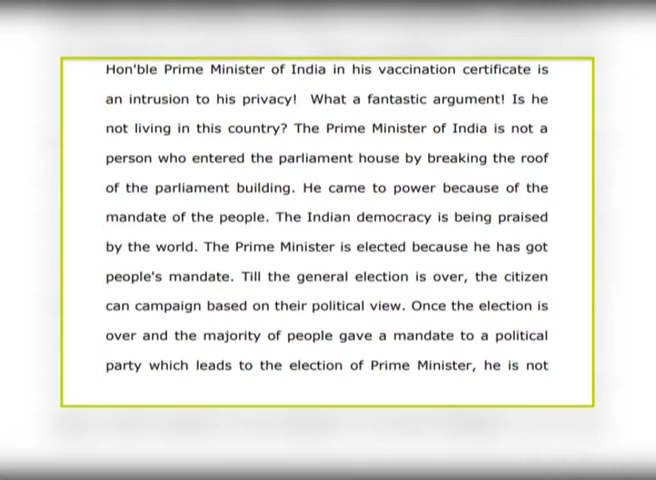 Hon'ble Prime Minister of India in his vaccination certificate is
an intrusion to his privacy!  What a fantastic argument! Is he
not living in this country? The Prime Minister of India is not a
person who entered the parliament house by breaking the roof
of the parliament building. He came to power because of the
mandate of the people. The Indian democracy is being praised
by the world. The Prime Minister is elected because he has got
people's mandate. Till the general election is over, the citizen
can campaign based on their political view. Once the election is
over and the majority of people gave a mandate to a political
party which leads to the election of Prime Minister, he is not